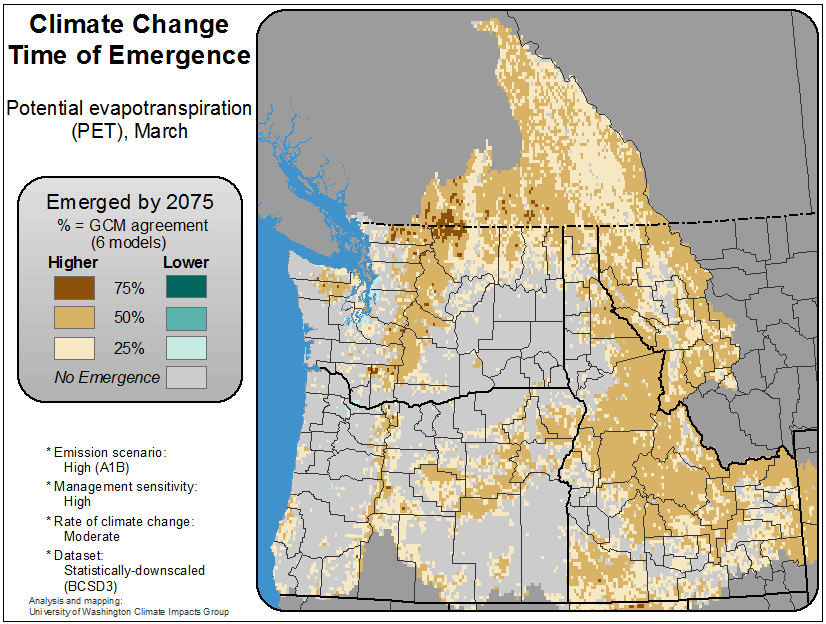 Climate Change
Time of Emergence
Potential evapotranspiration
(PET), March
Emerged by 2075
% = GCM agreement
(6 models)
Higher Lower
75%
50%
25%
No Emergence
* Emission scenario:
High (A1B)
* Management sensitivity:
High
* Rate of climate change:
Moderate
* Dataset:
Statistically-downscaled
(BCSD3)
Analysis and mapping:
University of Washington Climate Impacts Group